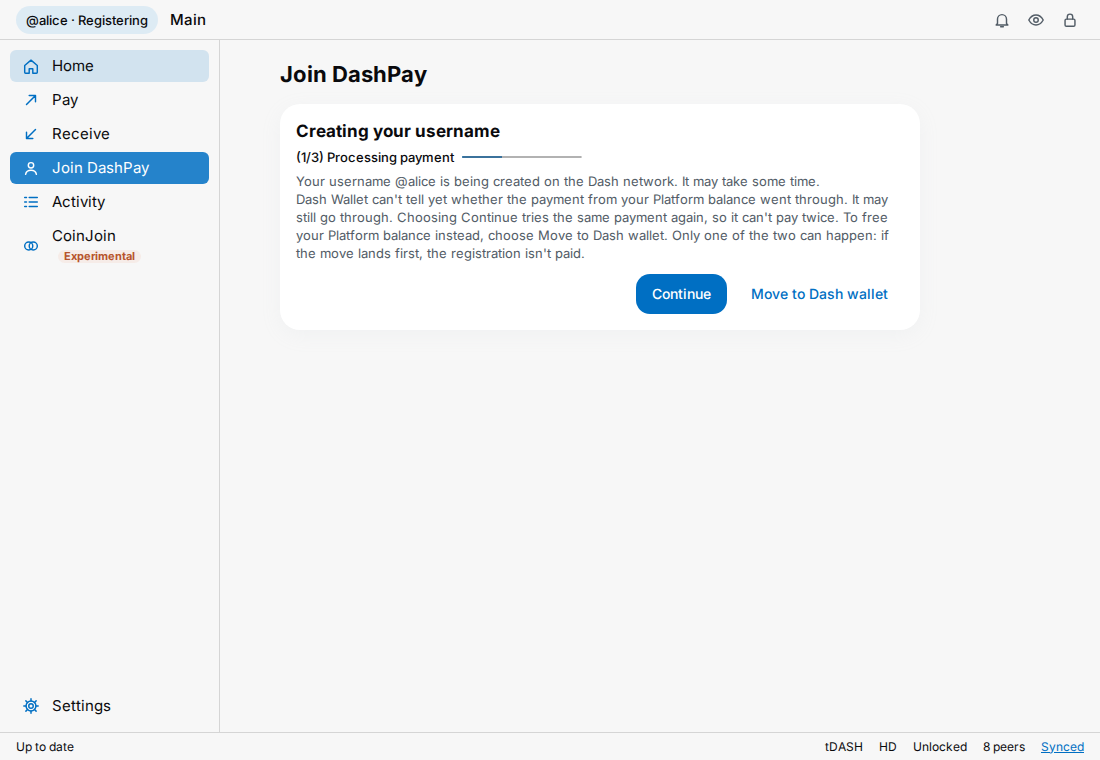 @alice · Registering Main
Home
Pay
Receive
Join DashPay
Activity
CoinJoin
Experimental
Settings
Join DashPay
Creating your username
(1/3) Processing payment
Your username @alice is being created on the Dash network. It may take some time.
Dash Wallet can't tell yet whether the payment from your Platform balance went through. It may
still go through. Choosing Continue tries the same payment again, so it can't pay twice. To free
your Platform balance instead, choose Move to Dash wallet. Only one of the two can happen: if
the move lands first, the registration isn't paid.
Continue Move to Dash wallet
Up to date tDASH HD Unlocked 8 peers Synced